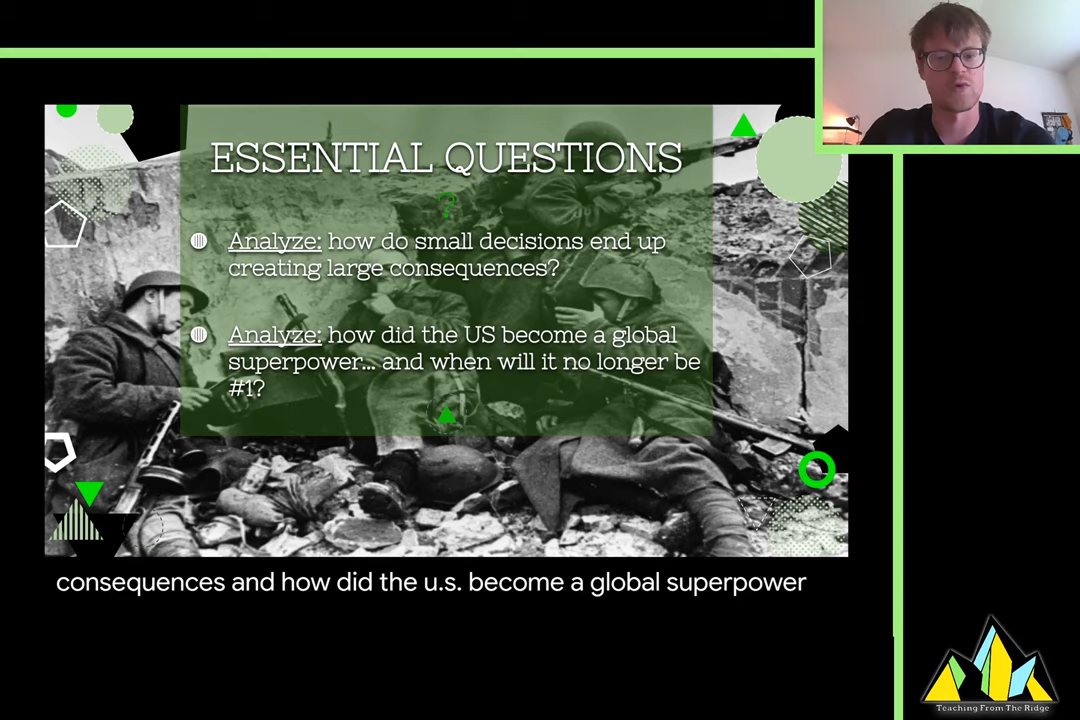 ESSENTIAL QUESTIONS
?
Analyze: how do small decisions end up
creating large consequences?
Analyze: how did the US become a global
superpower... and when will it no longer be
#1?
consequences and how did the u.s. become a global superpower
Teaching From The Ridge